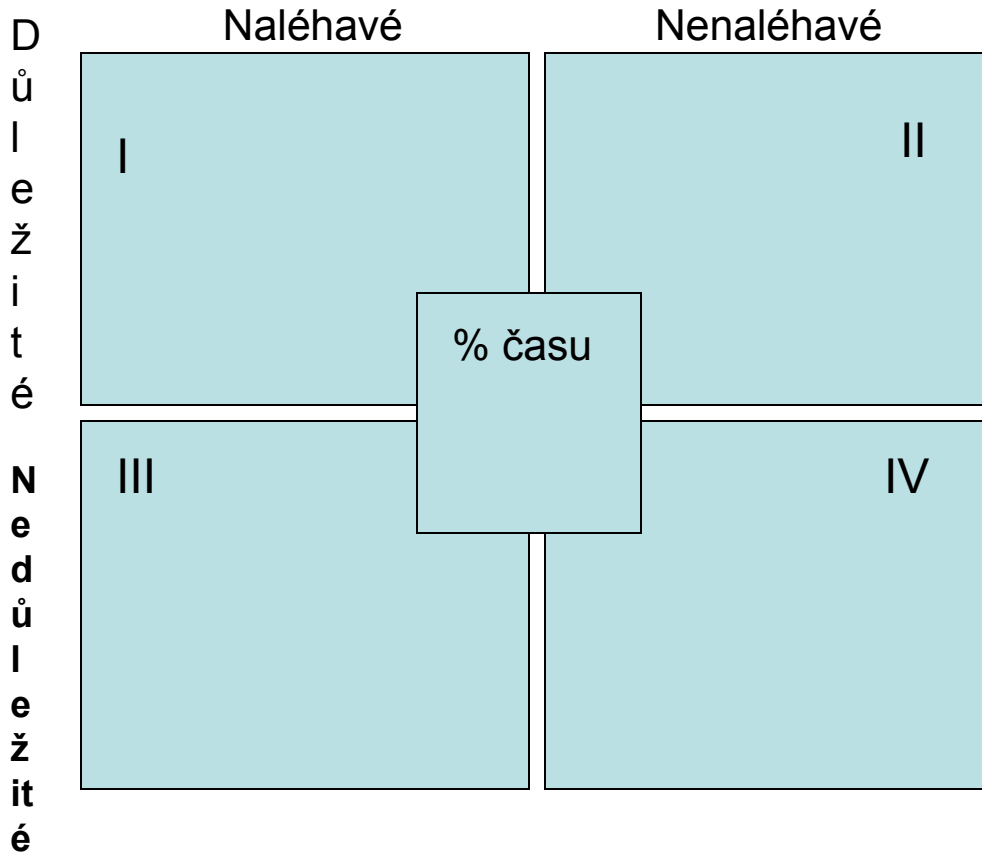 Naléhavé
Nenaléhavé
Důležité
I
II
% času
Nedůležité
III
IV